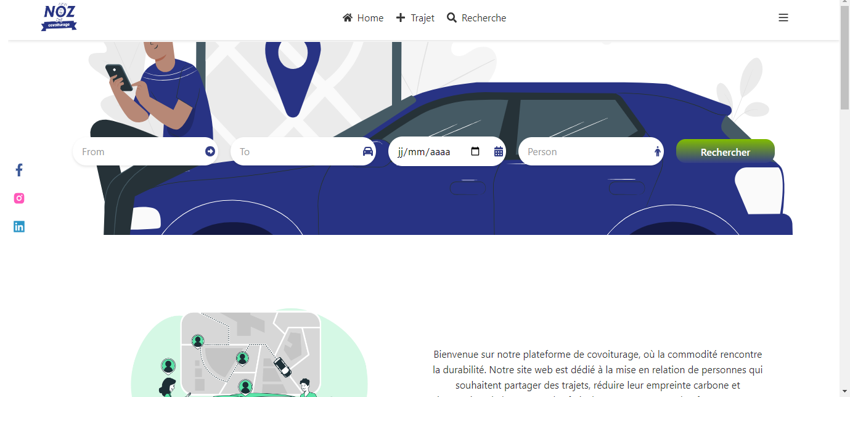 NOZ
covoiturage
Home
Trajet
Recherche
From
To
jj/mm/aaaa
Person
Rechercher
Bienvenue sur notre plateforme de covoiturage, où la commodité rencontre
la durabilité. Notre site web est dédié à la mise en relation de personnes qui
souhaitent partager des trajets, réduire leur empreinte carbone et